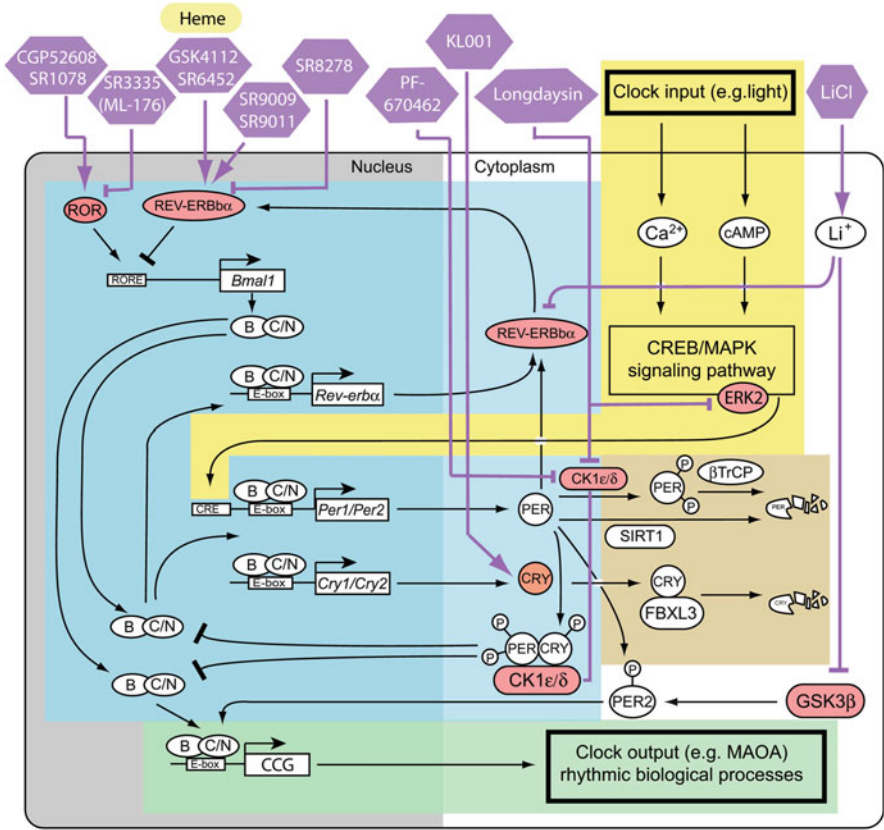 Heme
CGP52608
SR1078
SR3335
(ML-176)
GSK4112
SR6452
SR9009
SR9011
SR8278
PF-
670462
KL001
Longdaysin
Clock input (e.g.light)
LiCl
Nucleus
Cytoplasm
ROR
REV-ERBbα
Ca2+
cAMP
Li+
RORE
Bmal1
B C/N
REV-ERBbα
CREB/MAPK
signaling pathway
ERK2
B C/N
E-box
Rev-erbα
CK1ε/δ
P
PER
P
P
βTrCP
PER
B C/N
CRE
E-box
Per1/Per2
PER
SIRT1
B C/N
E-box
Cry1/Cry2
CRY
CRY
FBXL3
CRY
B C/N
P
P
P
PER CRY
CK1ε/δ
B C/N
P
PER2
GSK3β
B C/N
E-box
CCG
Clock output (e.g. MAOA)
rhythmic biological processes